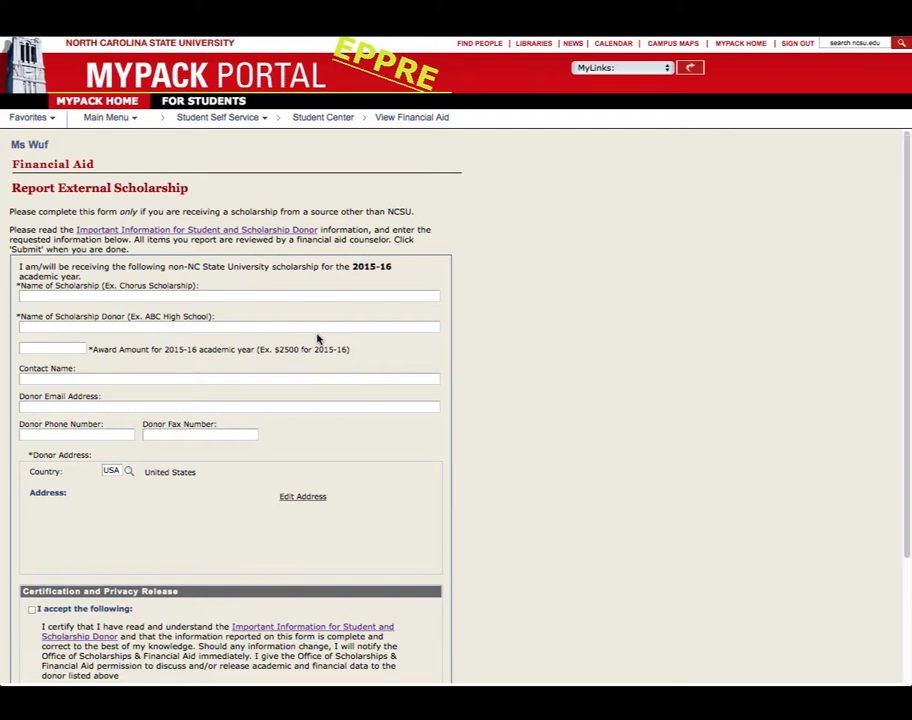 NORTH CAROLINA STATE UNIVERSITY
FIND PEOPLE | LIBRARIES | NEWS | CALENDAR | CAMPUS MAPS | MYPACK HOME | SIGN OUT
search ncsu.edu
MYPACK PORTAL
EPPRE
MyLinks:
MYPACK HOME FOR STUDENTS
Favorites Main Menu > Student Self Service > Student Center > View Financial Aid
Ms Wuf
Financial Aid
Report External Scholarship
Please complete this form only if you are receiving a scholarship from a source other than NCSU.
Please read the Important Information for Student and Scholarship Donor information, and enter the
requested information below. All items you report are reviewed by a financial aid counselor. Click
'Submit' when you are done.
I am/will be receiving the following non-NC State University scholarship for the 2015-16
academic year.
*Name of Scholarship (Ex. Chorus Scholarship):
*Name of Scholarship Donor (Ex. ABC High School):
*Award Amount for 2015-16 academic year (Ex. $2500 for 2015-16)
Contact Name:
Donor Email Address:
Donor Phone Number: Donor Fax Number:
*Donor Address:
Country: USA United States
Address: Edit Address
Certification and Privacy Release
I accept the following:
I certify that I have read and understand the Important Information for Student and
Scholarship Donor and that the information reported on this form is complete and
correct to the best of my knowledge. Should any information change, I will notify the
Office of Scholarships & Financial Aid immediately. I give the Office of Scholarships &
Financial Aid permission to discuss and/or release academic and financial data to the
donor listed above